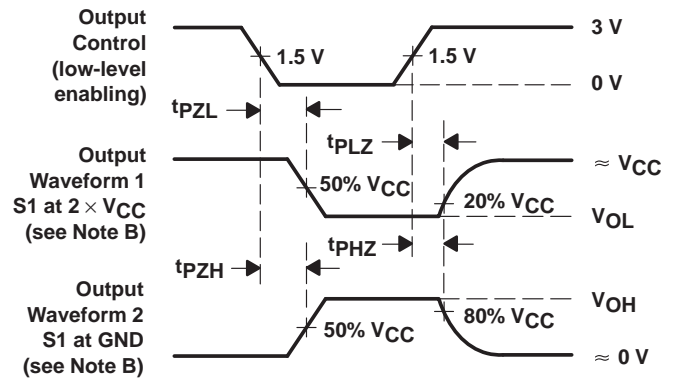 Output
Control
(low-level
enabling)
3 V
1.5 V
1.5 V
0 V
tPZL
tPLZ
Output
Waveform 1
S1 at 2 × VCC
(see Note B)
≈ VCC
50% VCC
20% VCC
VOL
tPZH
tPHZ
Output
Waveform 2
S1 at GND
(see Note B)
VOH
50% VCC
80% VCC
≈ 0 V